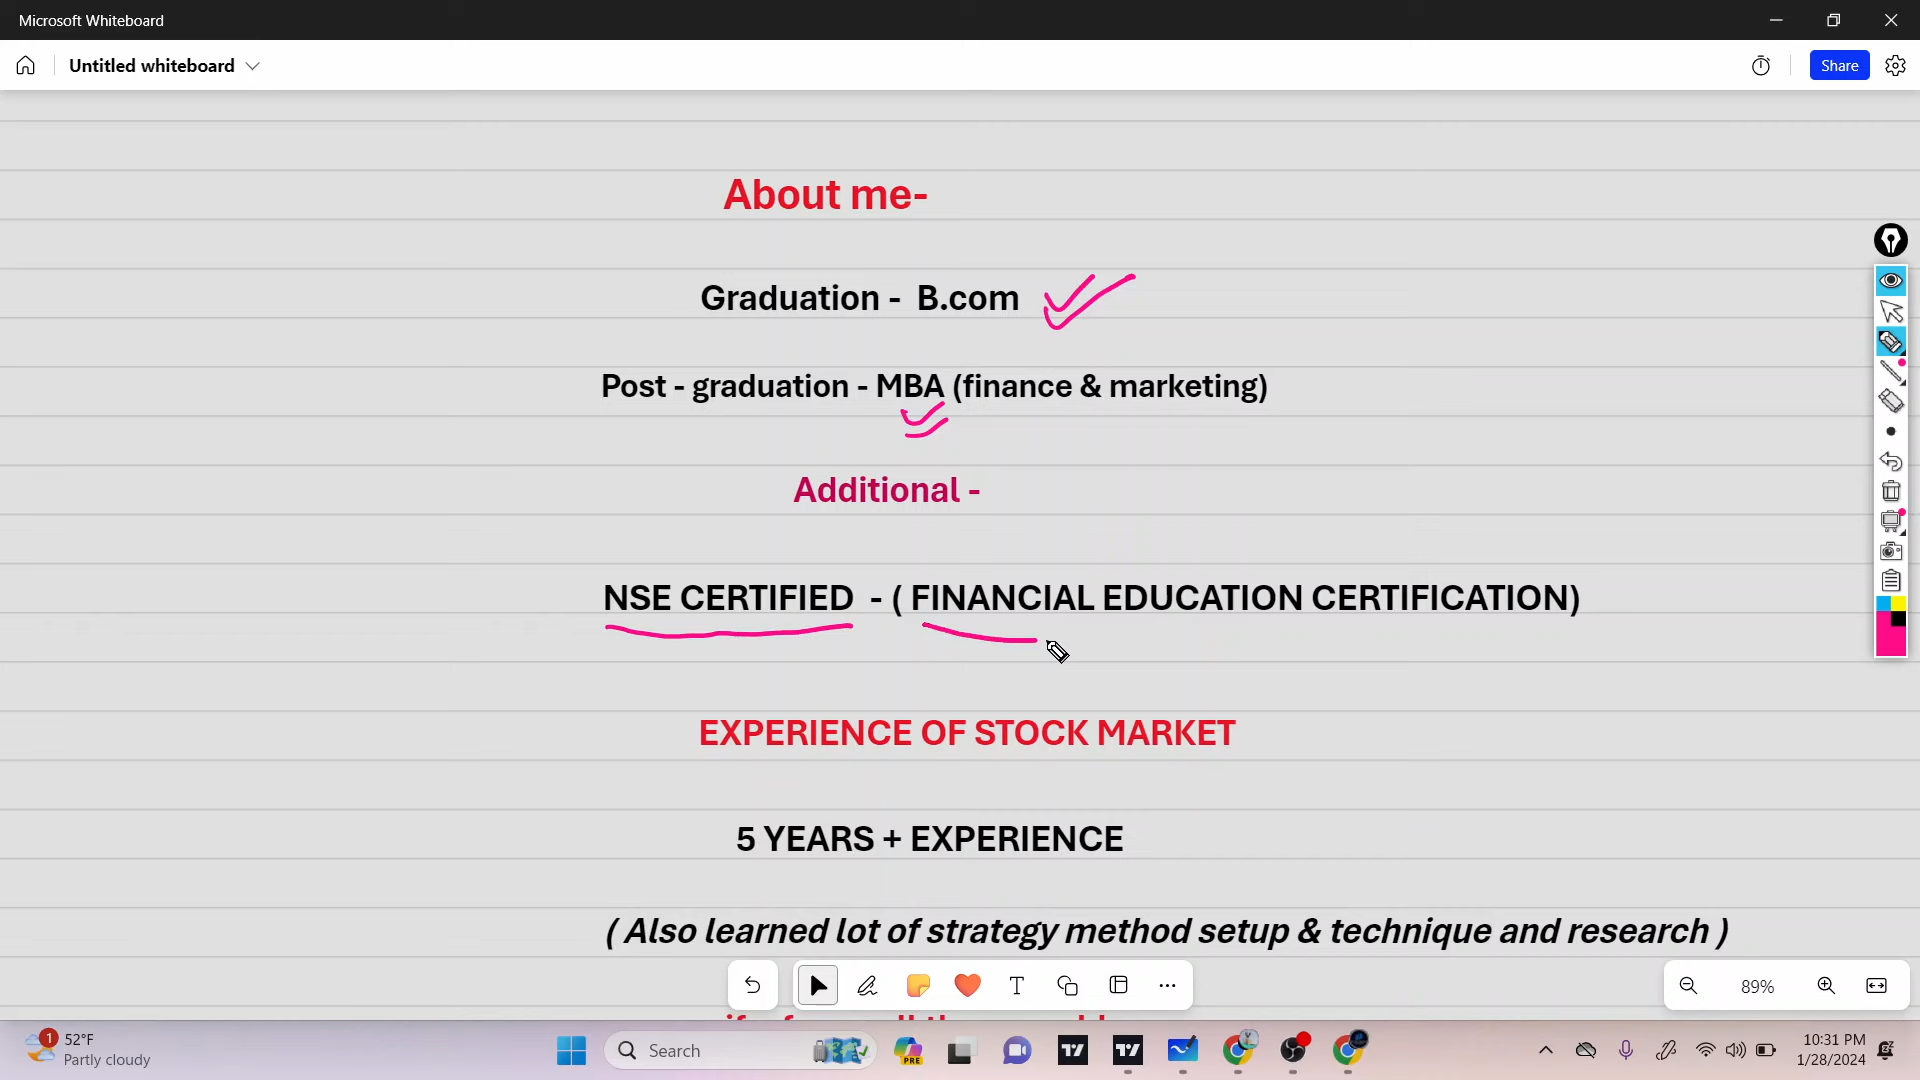 Microsoft Whiteboard
Untitled whiteboard
Share
About me-
Graduation - B.com
Post - graduation - MBA (finance & marketing)
Additional -
NSE CERTIFIED - ( FINANCIAL EDUCATION CERTIFICATION)
EXPERIENCE OF STOCK MARKET
5 YEARS + EXPERIENCE
( Also learned lot of strategy method setup & technique and research )
89%
1
52°F
Partly cloudy
Search
PRE
10:31 PM
1/28/2024